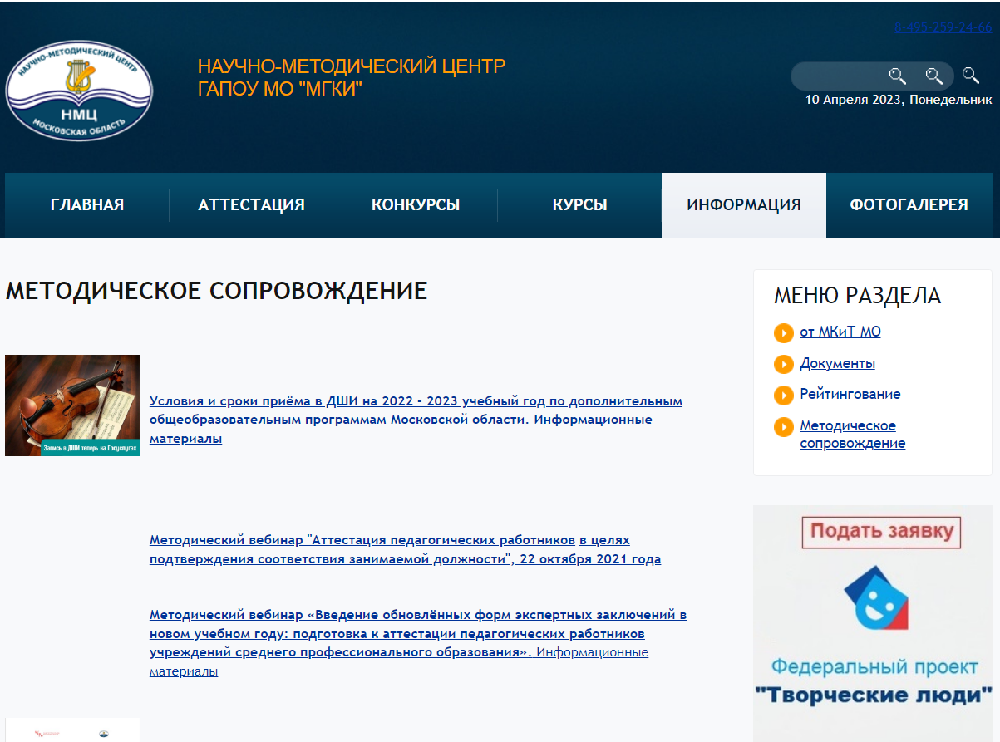 8-495-259-24-66
НАУЧНО-МЕТОДИЧЕСКИЙ ЦЕНТР
НМЦ
МОСКОВСКАЯ ОБЛАСТЬ
НАУЧНО-МЕТОДИЧЕСКИЙ ЦЕНТР
ГАПОУ МО "МГКИ"
10 Апреля 2023, Понедельник
ГЛАВНАЯ
АТТЕСТАЦИЯ
КОНКУРСЫ
КУРСЫ
ИНФОРМАЦИЯ
ФОТОГАЛЕРЕЯ
МЕТОДИЧЕСКОЕ СОПРОВОЖДЕНИЕ
Запись в ДШИ теперь на Госуслугах
Условия и сроки приёма в ДШИ на 2022 - 2023 учебный год по дополнительным
общеобразовательным программам Московской области. Информационные
материалы
Методический вебинар "Аттестация педагогических работников в целях
подтверждения соответствия занимаемой должности", 22 октября 2021 года
Методический вебинар «Введение обновлённых форм экспертных заключений в
новом учебном году: подготовка к аттестации педагогических работников
учреждений среднего профессионального образования». Информационные
материалы
МЕНЮ РАЗДЕЛА
от МКиТ МО
Документы
Рейтингование
Методическое
сопровождение
Подать заявку
Федеральный проект
"Творческие люди"